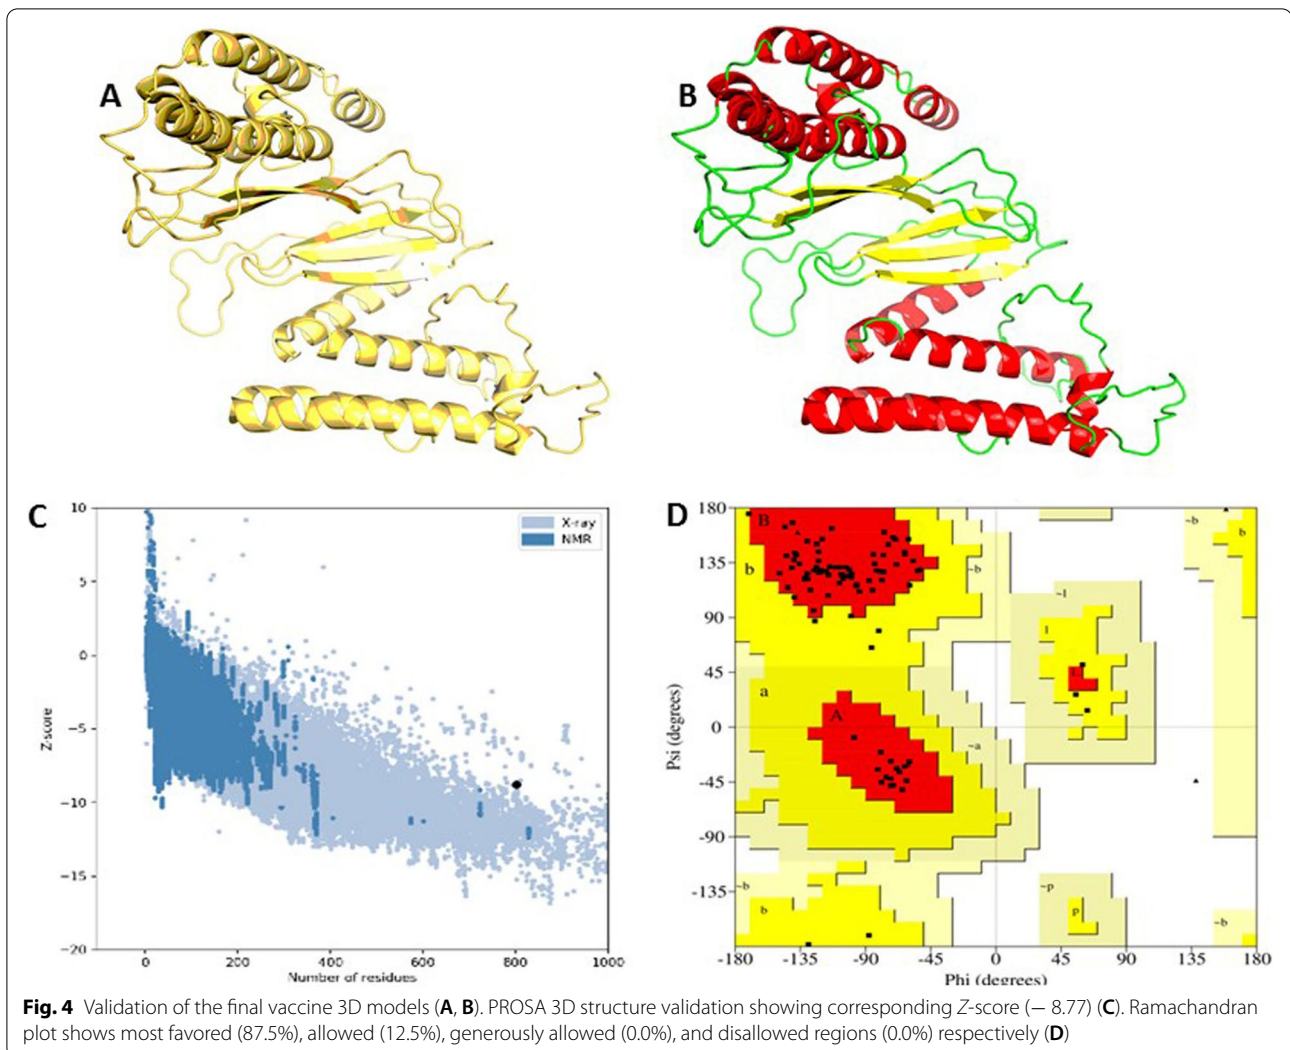 A
B
C
10
5
0
−5
−10
−15
−20
Z-score
X-ray
NMR
0
200
400
600
800
1000
Number of residues
D
180
135
90
45
0
-45
-90
-135
Psi (degrees)
B
b
~b
~b
b
~l
l
a
A
~a
~b
b
~p
p
~b
-180
-135
-90
-45
0
45
90
135
180
Phi (degrees)
Fig. 4 Validation of the final vaccine 3D models (A, B). PROSA 3D structure validation showing corresponding Z-score (− 8.77) (C). Ramachandran
plot shows most favored (87.5%), allowed (12.5%), generously allowed (0.0%), and disallowed regions (0.0%) respectively (D)